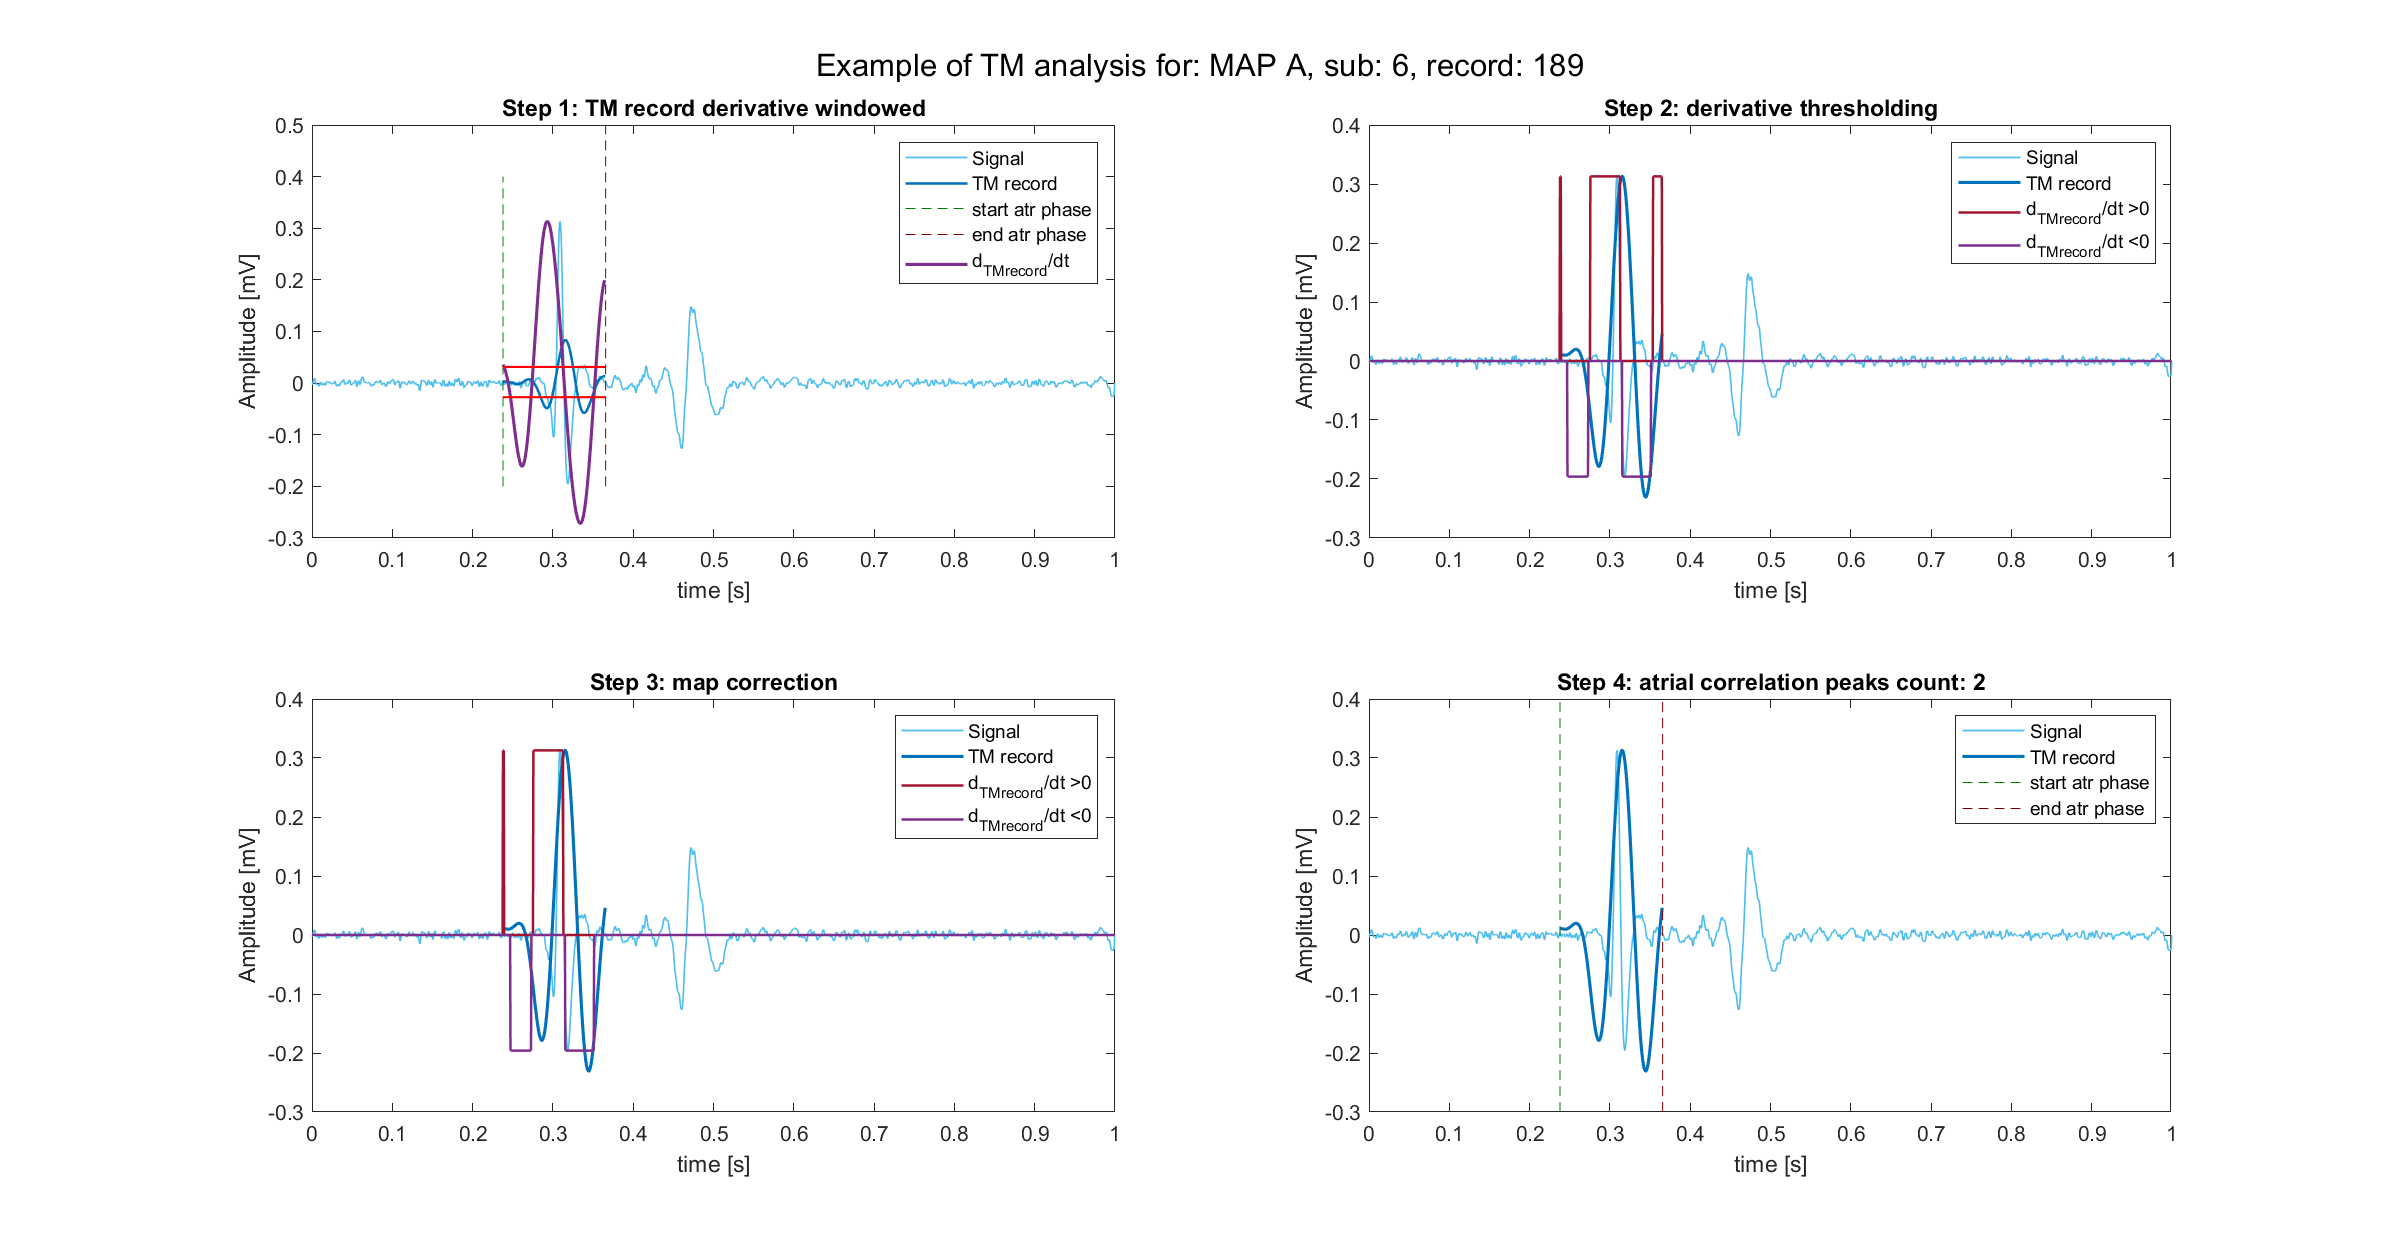 Example of TM analysis for: MAP A, sub: 6, record: 189
Step 1: TM record derivative windowed
0.5
0.4
0.3
0.2
0.1
0
-0.1
-0.2
-0.3
Amplitude [mV]
0 0.1 0.2 0.3 0.4 0.5 0.6 0.7 0.8 0.9 1
time [s]
Signal
TM record
start atr phase
end atr phase
dTMrecord/dt
Step 2: derivative thresholding
0.4
0.3
0.2
0.1
0
-0.1
-0.2
-0.3
Amplitude [mV]
0 0.1 0.2 0.3 0.4 0.5 0.6 0.7 0.8 0.9 1
time [s]
Signal
TM record
dTMrecord/dt >0
dTMrecord/dt <0
Step 3: map correction
0.4
0.3
0.2
0.1
0
-0.1
-0.2
-0.3
Amplitude [mV]
0 0.1 0.2 0.3 0.4 0.5 0.6 0.7 0.8 0.9 1
time [s]
Signal
TM record
dTMrecord/dt >0
dTMrecord/dt <0
Step 4: atrial correlation peaks count: 2
0.4
0.3
0.2
0.1
0
-0.1
-0.2
-0.3
Amplitude [mV]
0 0.1 0.2 0.3 0.4 0.5 0.6 0.7 0.8 0.9 1
time [s]
Signal
TM record
start atr phase
end atr phase